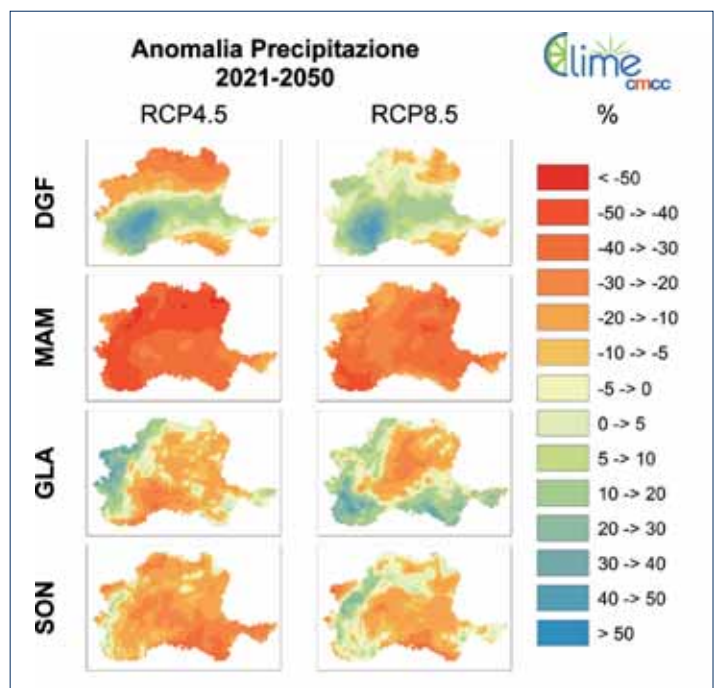 Anomalia Precipitazione
2021-2050
Clime
cmcc
RCP4.5 RCP8.5 %
DGF
MAM
GLA
SON
< -50
-50 -> -40
-40 -> -30
-30 -> -20
-20 -> -10
-10 -> -5
-5 -> 0
0 -> 5
5 -> 10
10 -> 20
20 -> 30
30 -> 40
40 -> 50
> 50